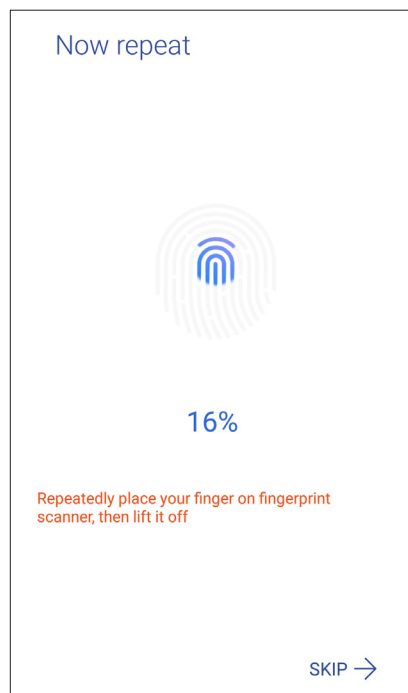 Now repeat
16%
Repeatedly place your finger on fingerprint
scanner, then lift it off
SKIP